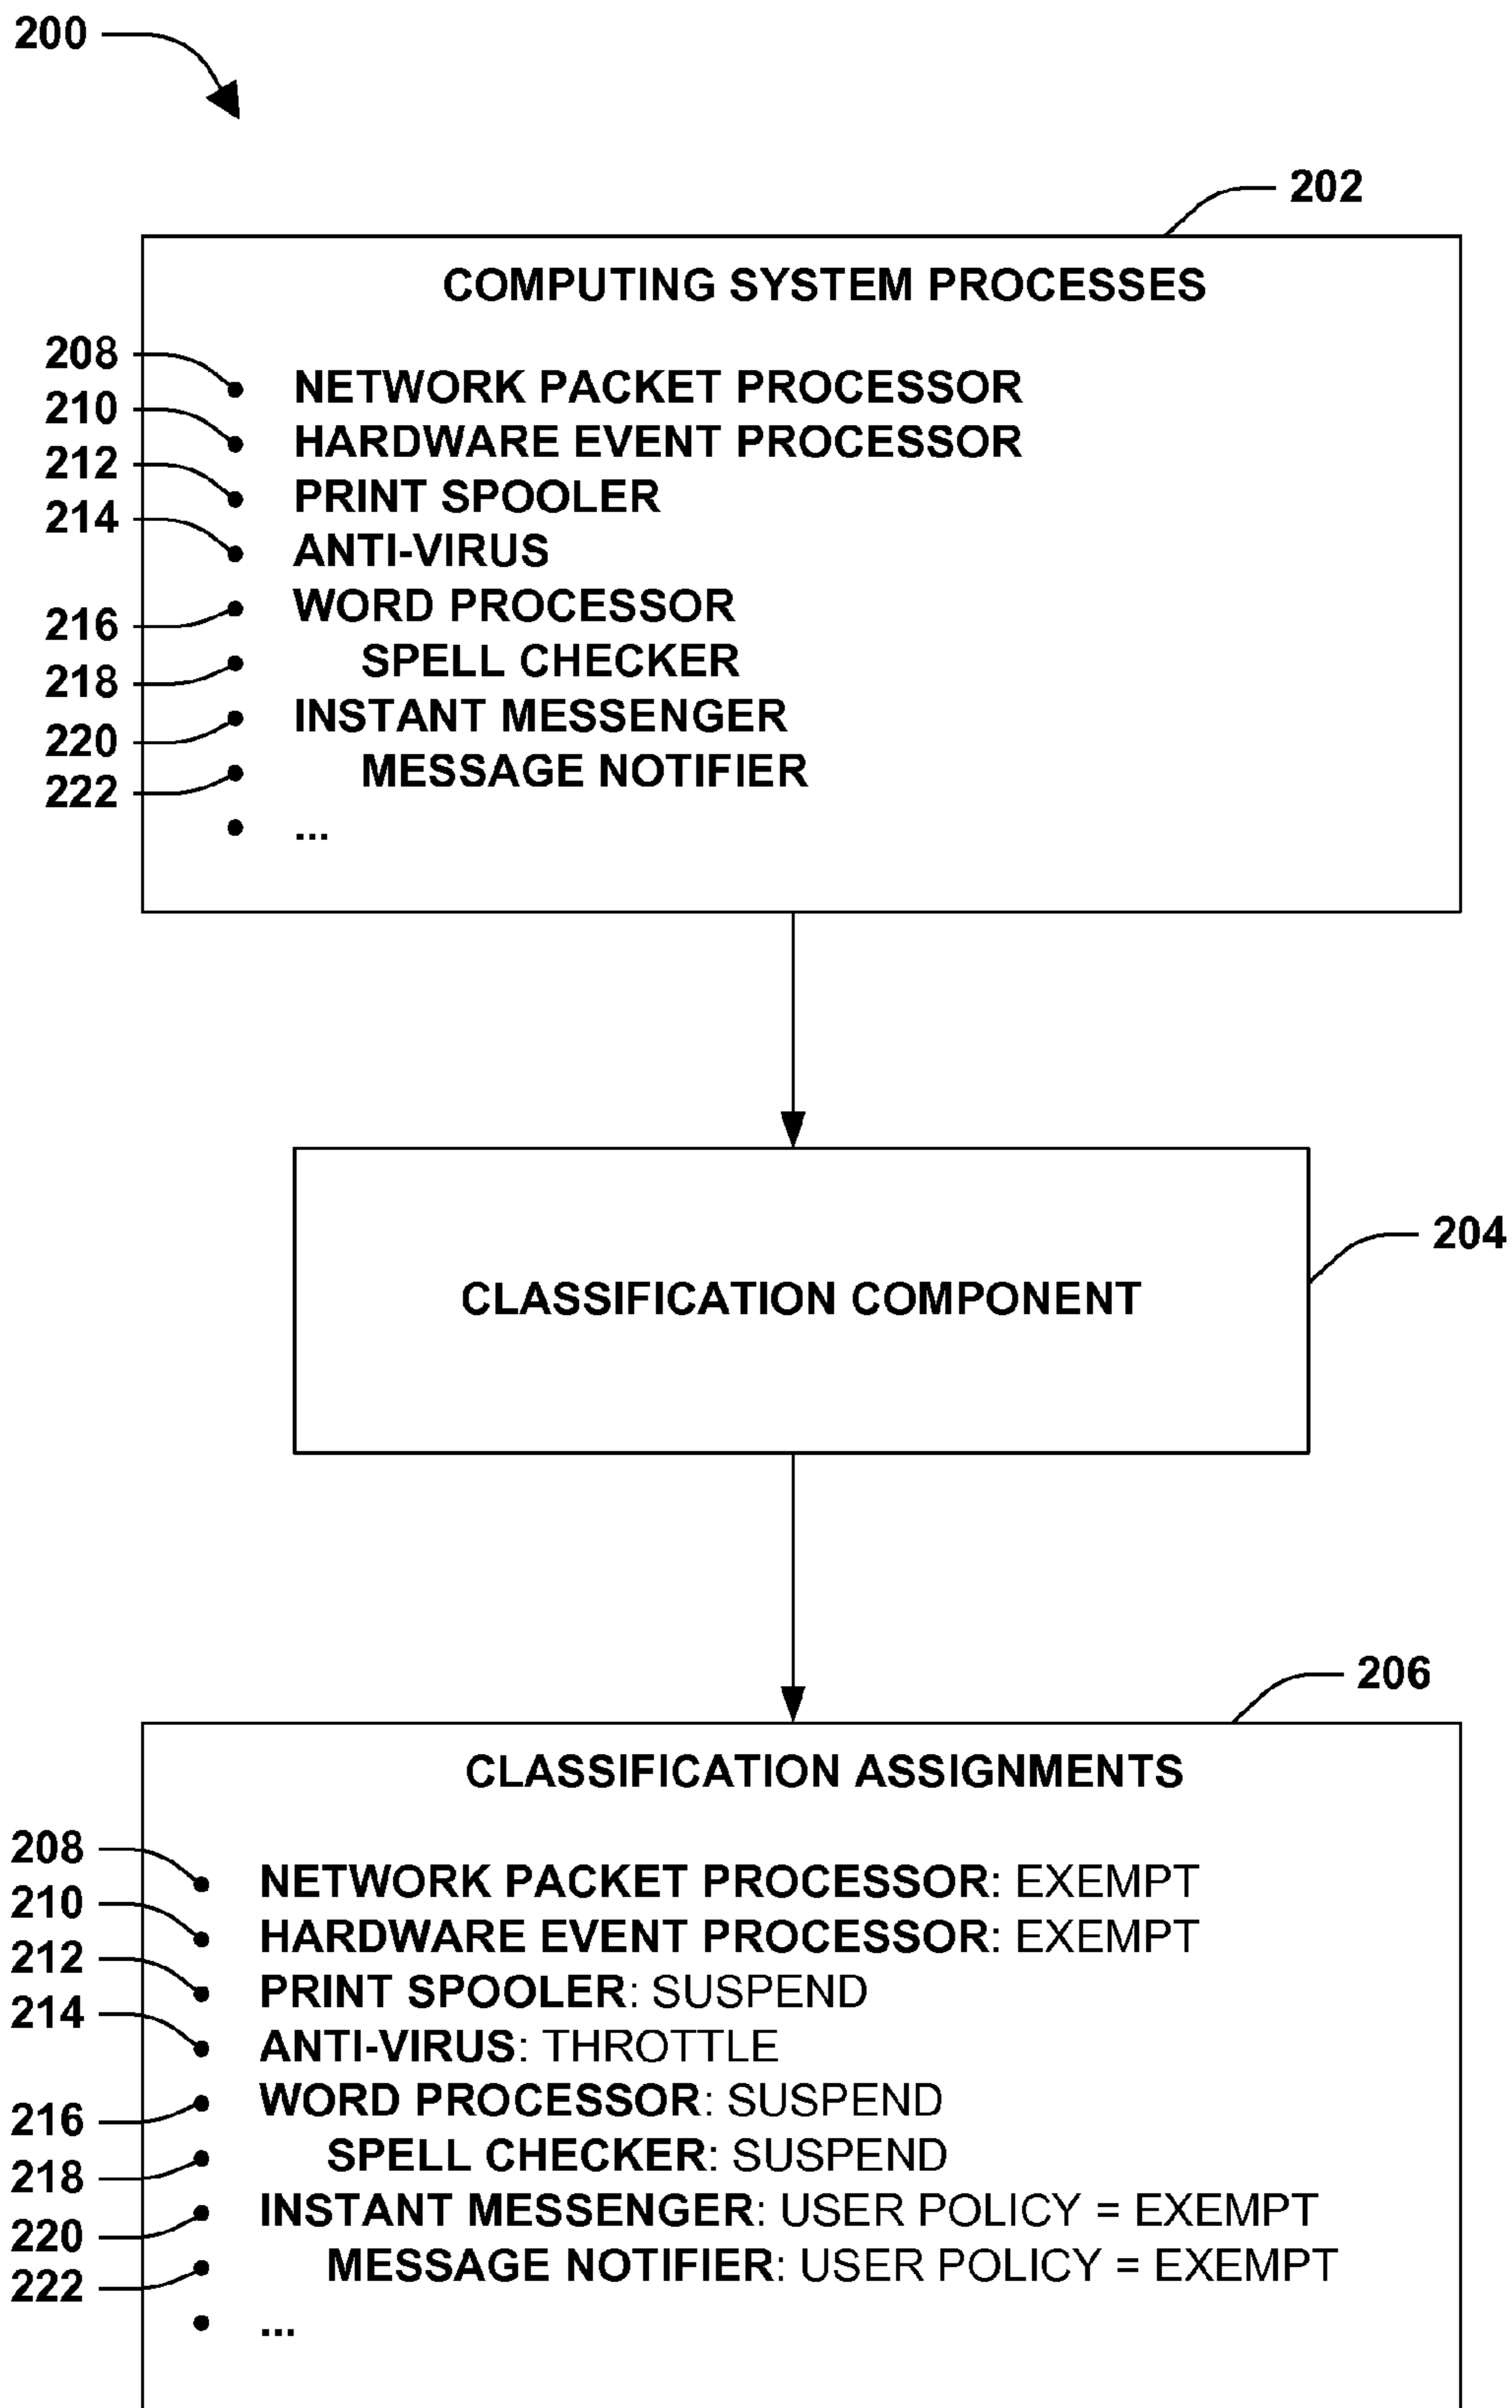 200
202
COMPUTING SYSTEM PROCESSES
208
NETWORK PACKET PROCESSOR
210
HARDWARE EVENT PROCESSOR
212
PRINT SPOOLER
214
ANTI-VIRUS
WORD PROCESSOR
216
SPELL CHECKER
218
INSTANT MESSENGER
220
MESSAGE NOTIFIER
222
...
204
CLASSIFICATION COMPONENT
206
CLASSIFICATION ASSIGNMENTS
208
NETWORK PACKET PROCESSOR: EXEMPT
210
HARDWARE EVENT PROCESSOR: EXEMPT
212
PRINT SPOOLER: SUSPEND
214
ANTI-VIRUS: THROTTLE
WORD PROCESSOR: SUSPEND
216
SPELL CHECKER: SUSPEND
218
INSTANT MESSENGER: USER POLICY = EXEMPT
220
MESSAGE NOTIFIER: USER POLICY = EXEMPT
222
...